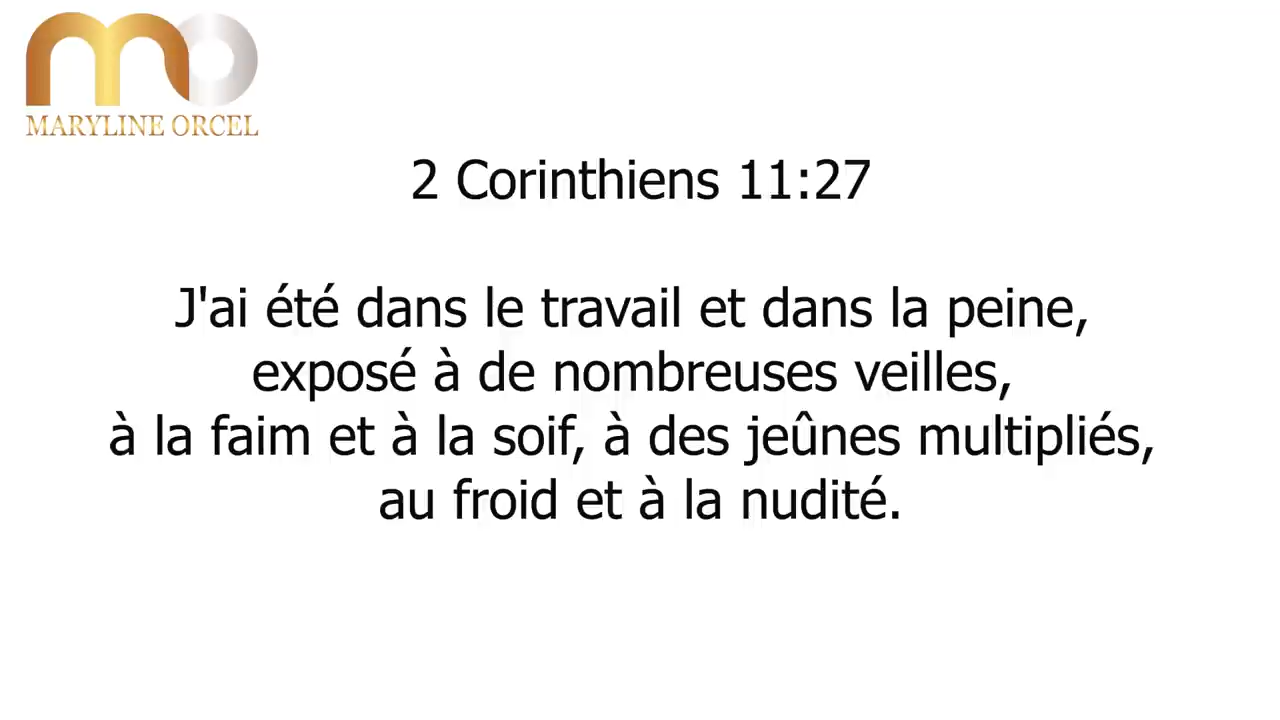 mo
MARYLINE ORCEL
2 Corinthiens 11:27
J'ai été dans le travail et dans la peine,
exposé à de nombreuses veilles,
à la faim et à la soif, à des jeûnes multipliés,
au froid et à la nudité.